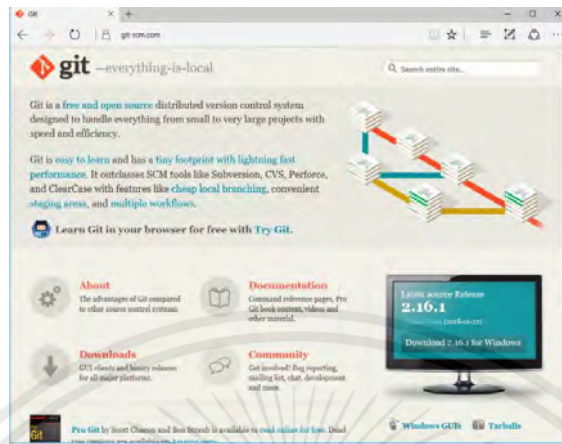 Git
git-scm.com
git --everything-is-local
Search entire site...
Git is a free and open source distributed version control system
designed to handle everything from small to very large projects with
speed and efficiency.
Git is easy to learn and has a tiny footprint with lightning fast
performance. It outclasses SCM tools like Subversion, CVS, Perforce,
and ClearCase with features like cheap local branching, convenient
staging areas, and multiple workflows.
Learn Git in your browser for free with Try Git.
About
The advantages of Git compared
to other source control systems.
Documentation
Command reference pages, Pro
Git book content, videos and
other material.
Downloads
GUI clients and binary releases
for all major platforms.
Community
Get involved! Bug reporting,
mailing list, chat, development
and more.
Latest source Release
2.16.1
Download 2.16.1 for Windows
Pro Git by Scott Chacon and Ben Straub is available to read online for free. Dead
Git
Windows GUIs
Tarballs